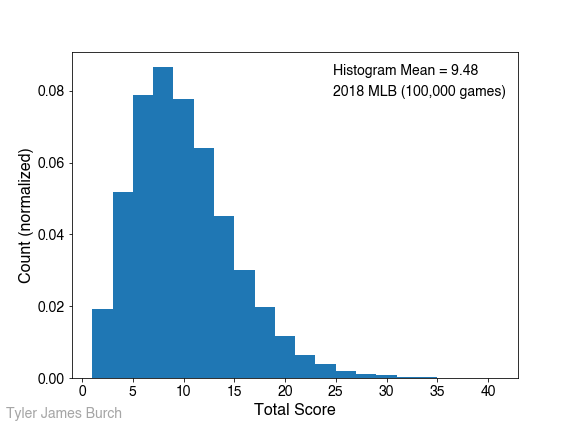 Histogram Mean = 9.48
2018 MLB (100,000 games)
Count (normalized)
0.08
0.06
0.04
0.02
0.00
0 5 10 15 20 25 30 35 40
Total Score
Tyler James Burch